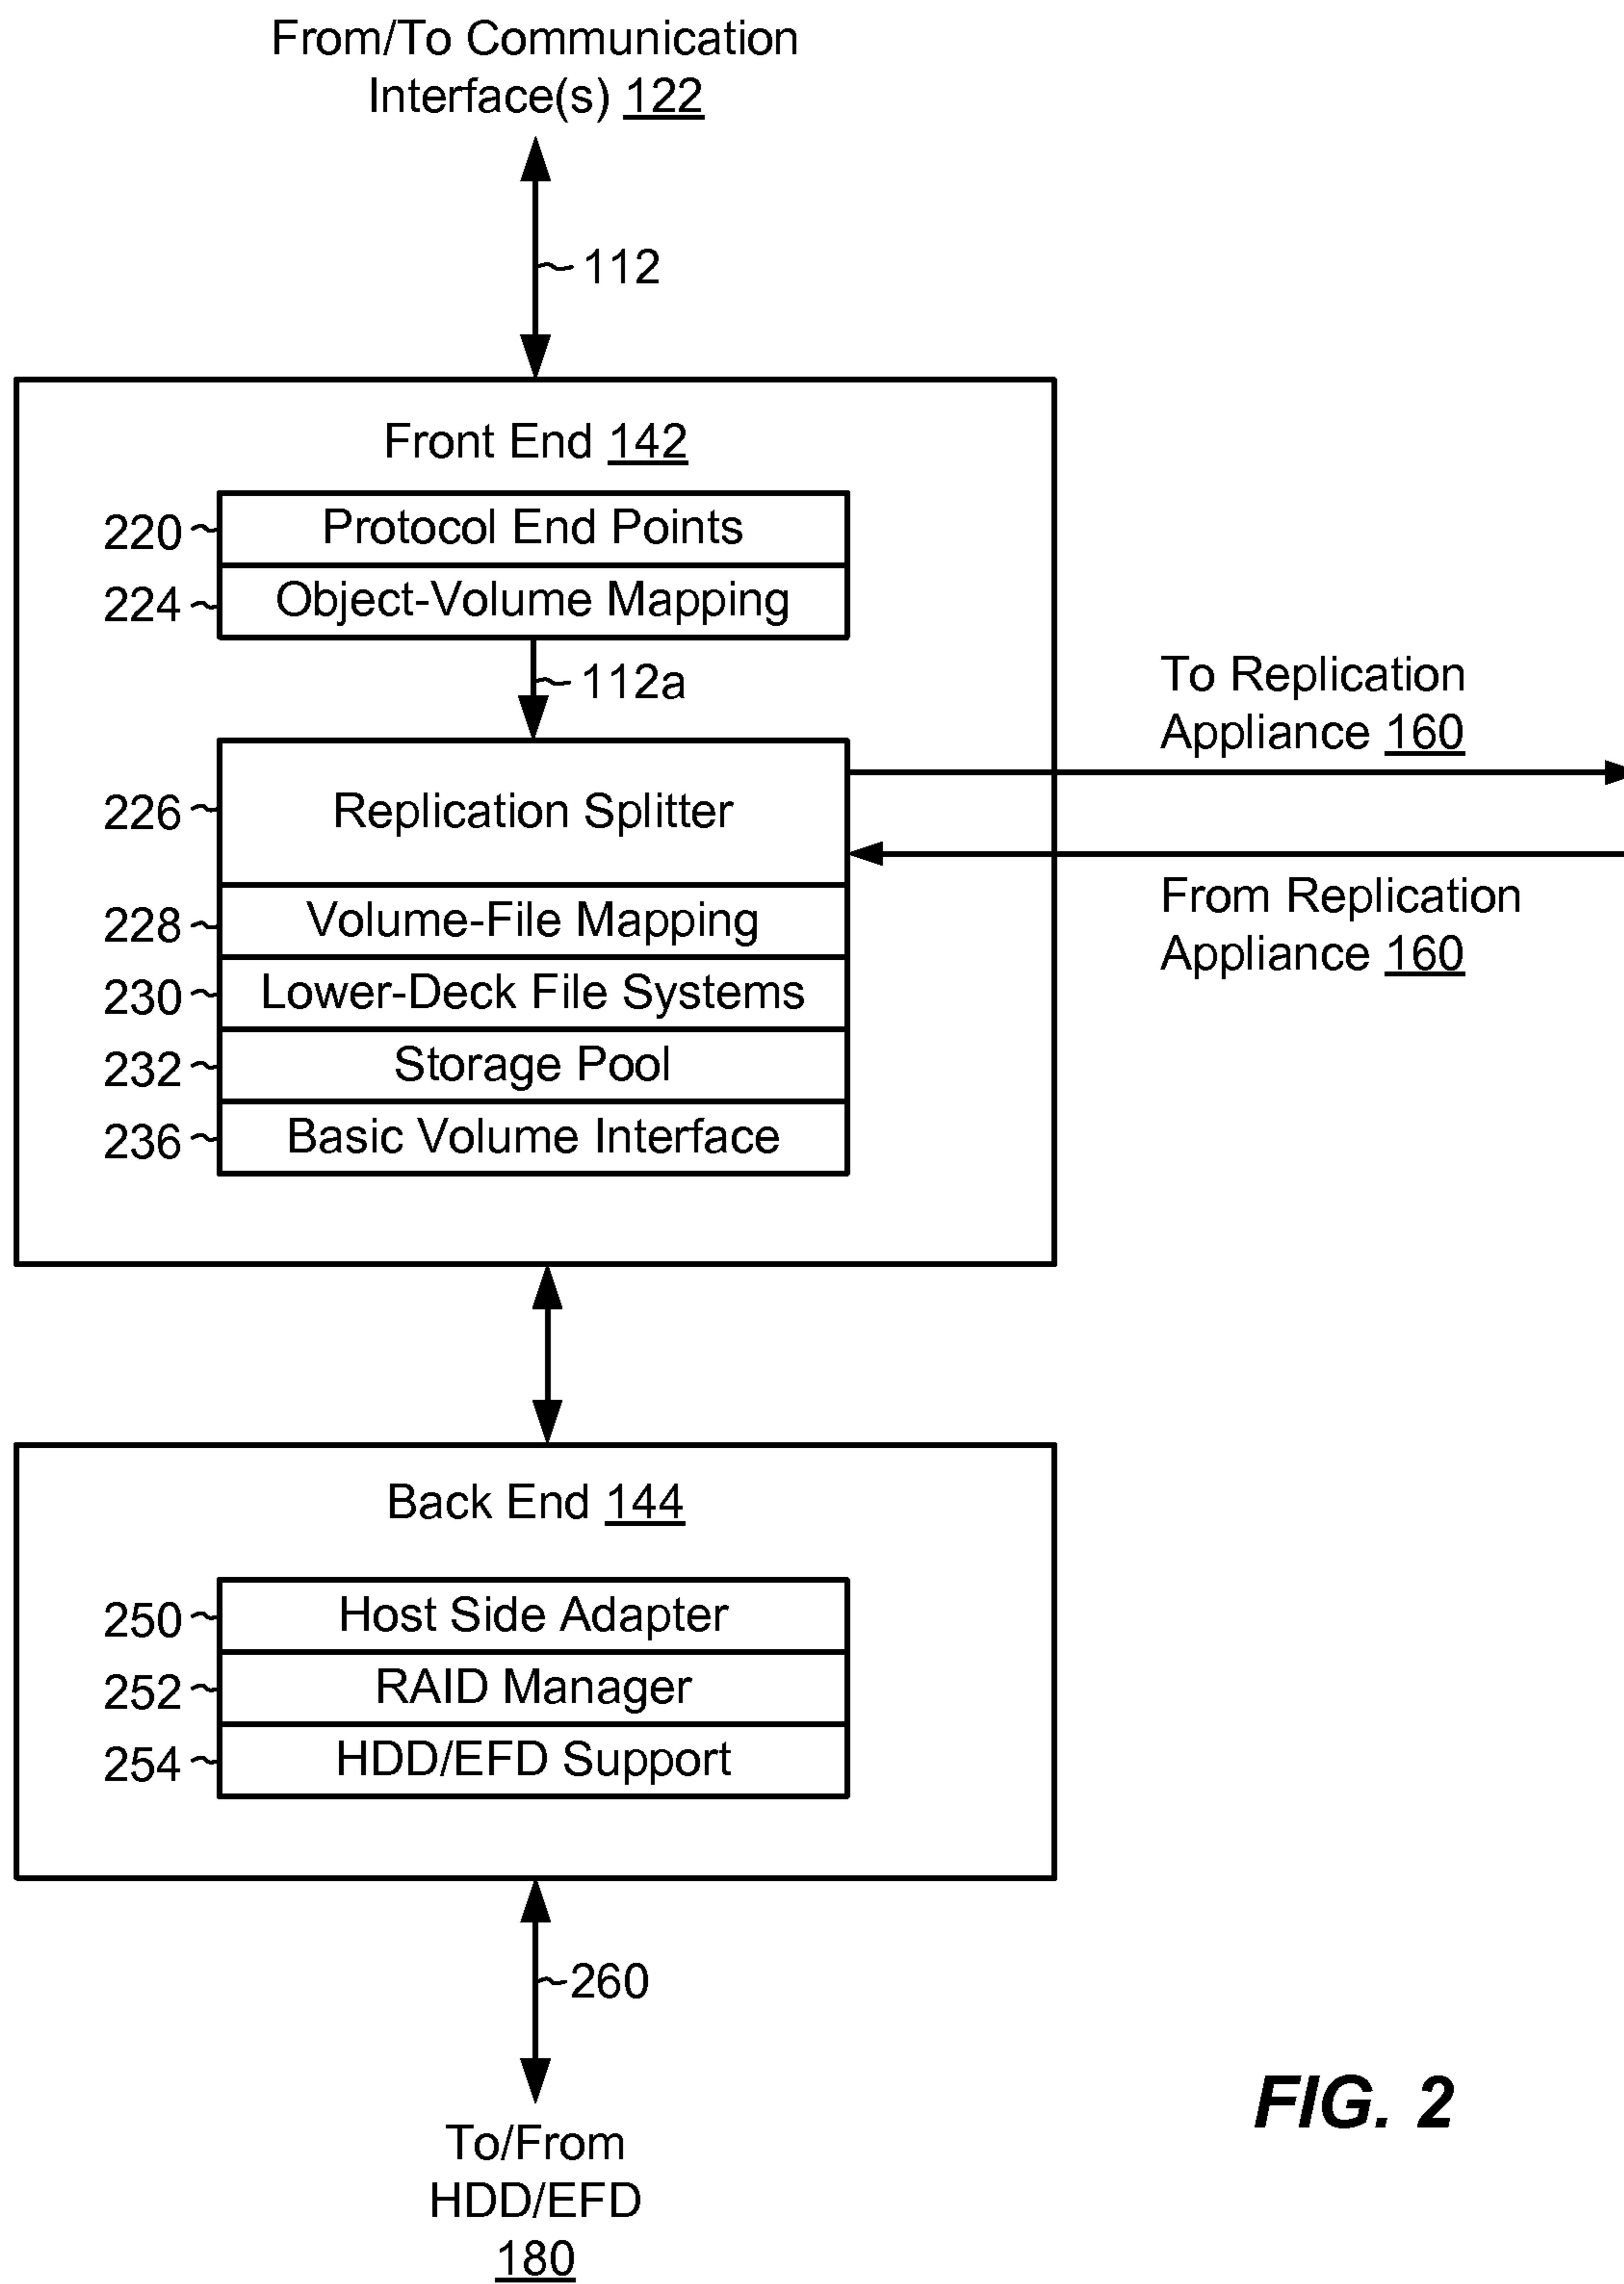 From/To Communication
Interface(s) 122
112
Front End 142
220
Protocol End Points
224
Object-Volume Mapping
112a
To Replication
Appliance 160
226
Replication Splitter
From Replication
Appliance 160
228
Volume-File Mapping
230
Lower-Deck File Systems
232
Storage Pool
236
Basic Volume Interface
Back End 144
250
Host Side Adapter
252
RAID Manager
254
HDD/EFD Support
260
To/From
HDD/EFD
180
FIG. 2